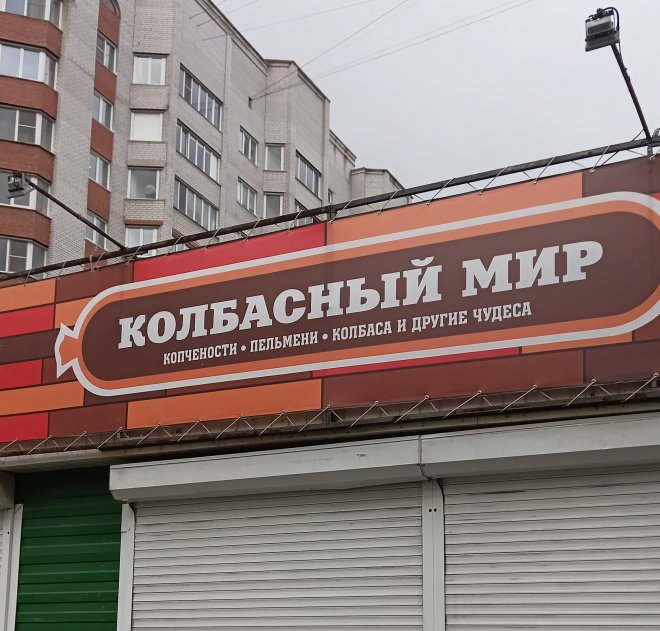 КОЛБАСНЫЙ МИР
КОПЧЕНОСТИ • ПЕЛЬМЕНИ • КОЛБАСА И ДРУГИЕ ЧУДЕСА